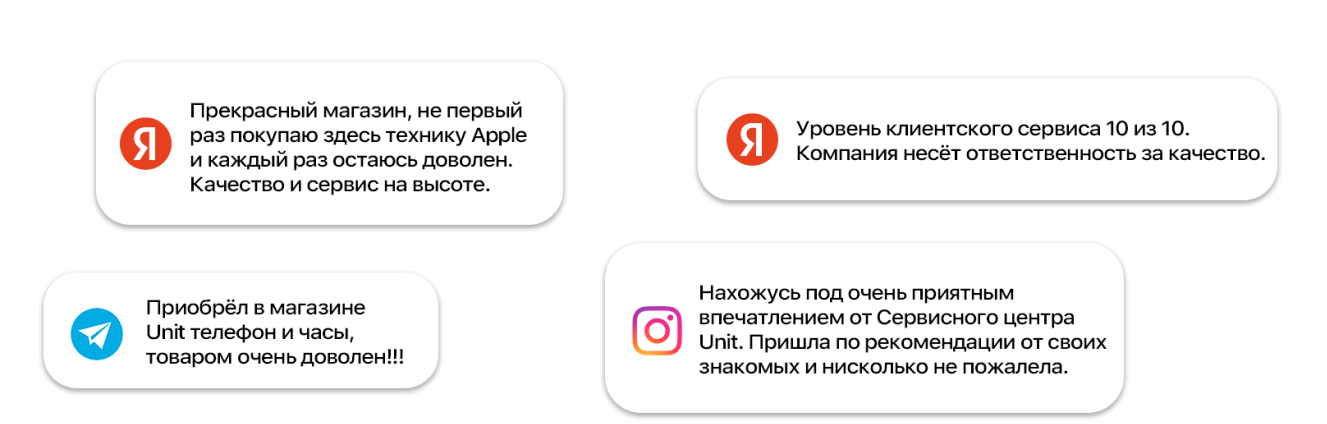 Прекрасный магазин, не первый
раз покупаю здесь технику Apple
и каждый раз остаюсь доволен.
Качество и сервис на высоте.
Уровень клиентского сервиса 10 из 10.
Компания несёт ответственность за качество.
Приобрёл в магазине
Unit телефон и часы,
товаром очень доволен!!!
Нахожусь под очень приятным
впечатлением от Сервисного центра
Unit. Пришла по рекомендации от своих
знакомых и нисколько не пожалела.